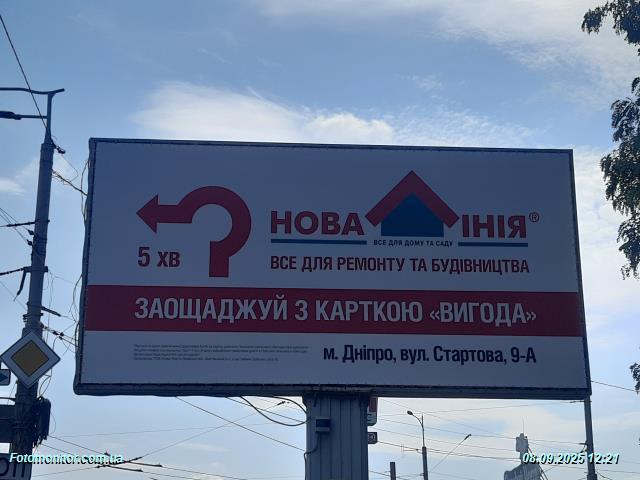 5 хв
НОВА ЛІНІЯ®
ВСЕ ДЛЯ ДОМУ ТА САДУ
ВСЕ ДЛЯ РЕМОНТУ ТА БУДІВНИЦТВА
ЗАОЩАДЖУЙ З КАРТКОЮ «ВИГОДА»
м. Дніпро, вул. Стартова, 9-А
Fotomonitor.com.ua
08.09.2025 12:21